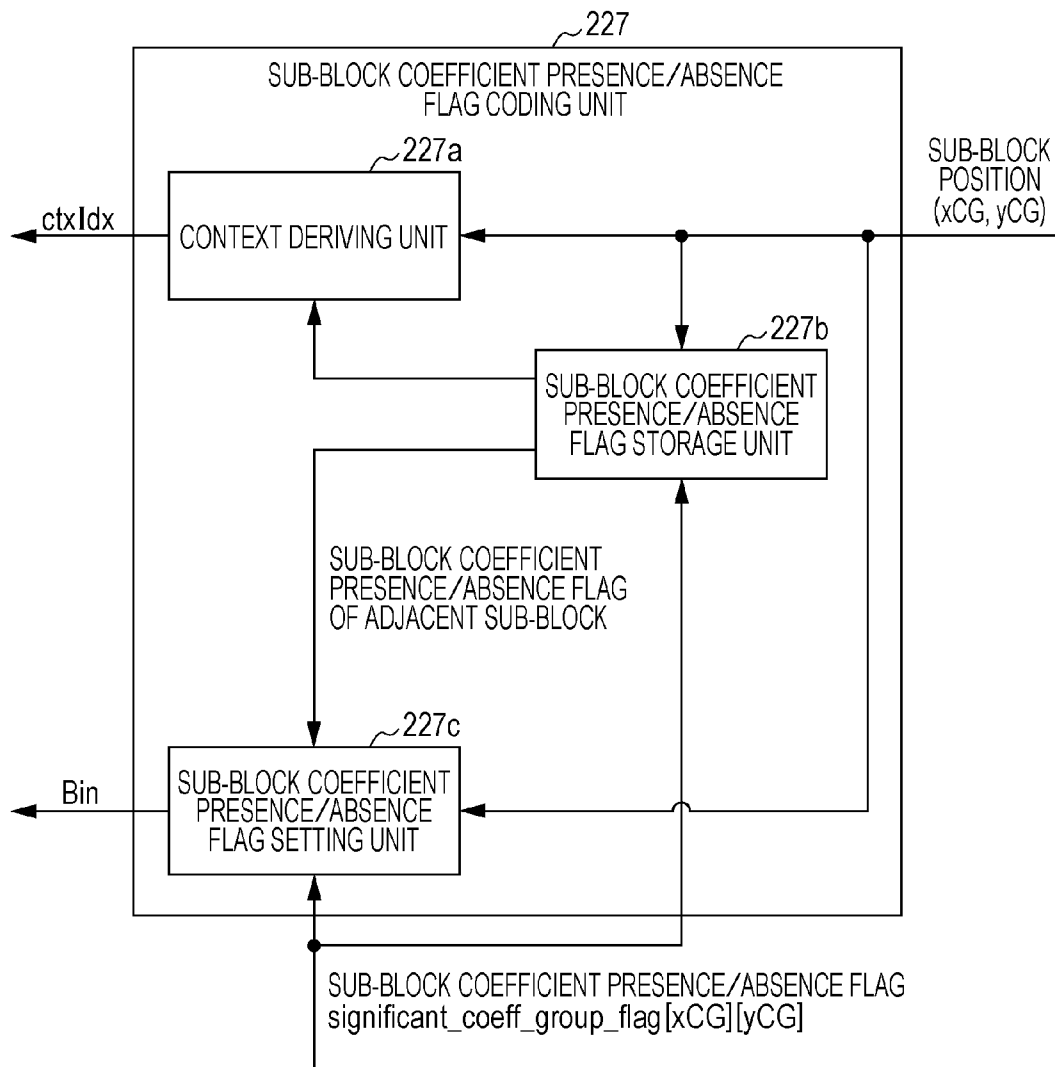 227
SUB-BLOCK COEFFICIENT PRESENCE/ABSENCE
FLAG CODING UNIT
227a
SUB-BLOCK
POSITION
(xCG, yCG)
ctxIdx
CONTEXT DERIVING UNIT
227b
SUB-BLOCK COEFFICIENT
PRESENCE/ABSENCE
FLAG STORAGE UNIT
SUB-BLOCK COEFFICIENT
PRESENCE/ABSENCE FLAG
OF ADJACENT SUB-BLOCK
227c
Bin
SUB-BLOCK COEFFICIENT
PRESENCE/ABSENCE
FLAG SETTING UNIT
SUB-BLOCK COEFFICIENT PRESENCE/ABSENCE FLAG
significant_coeff_group_flag[xCG][yCG]